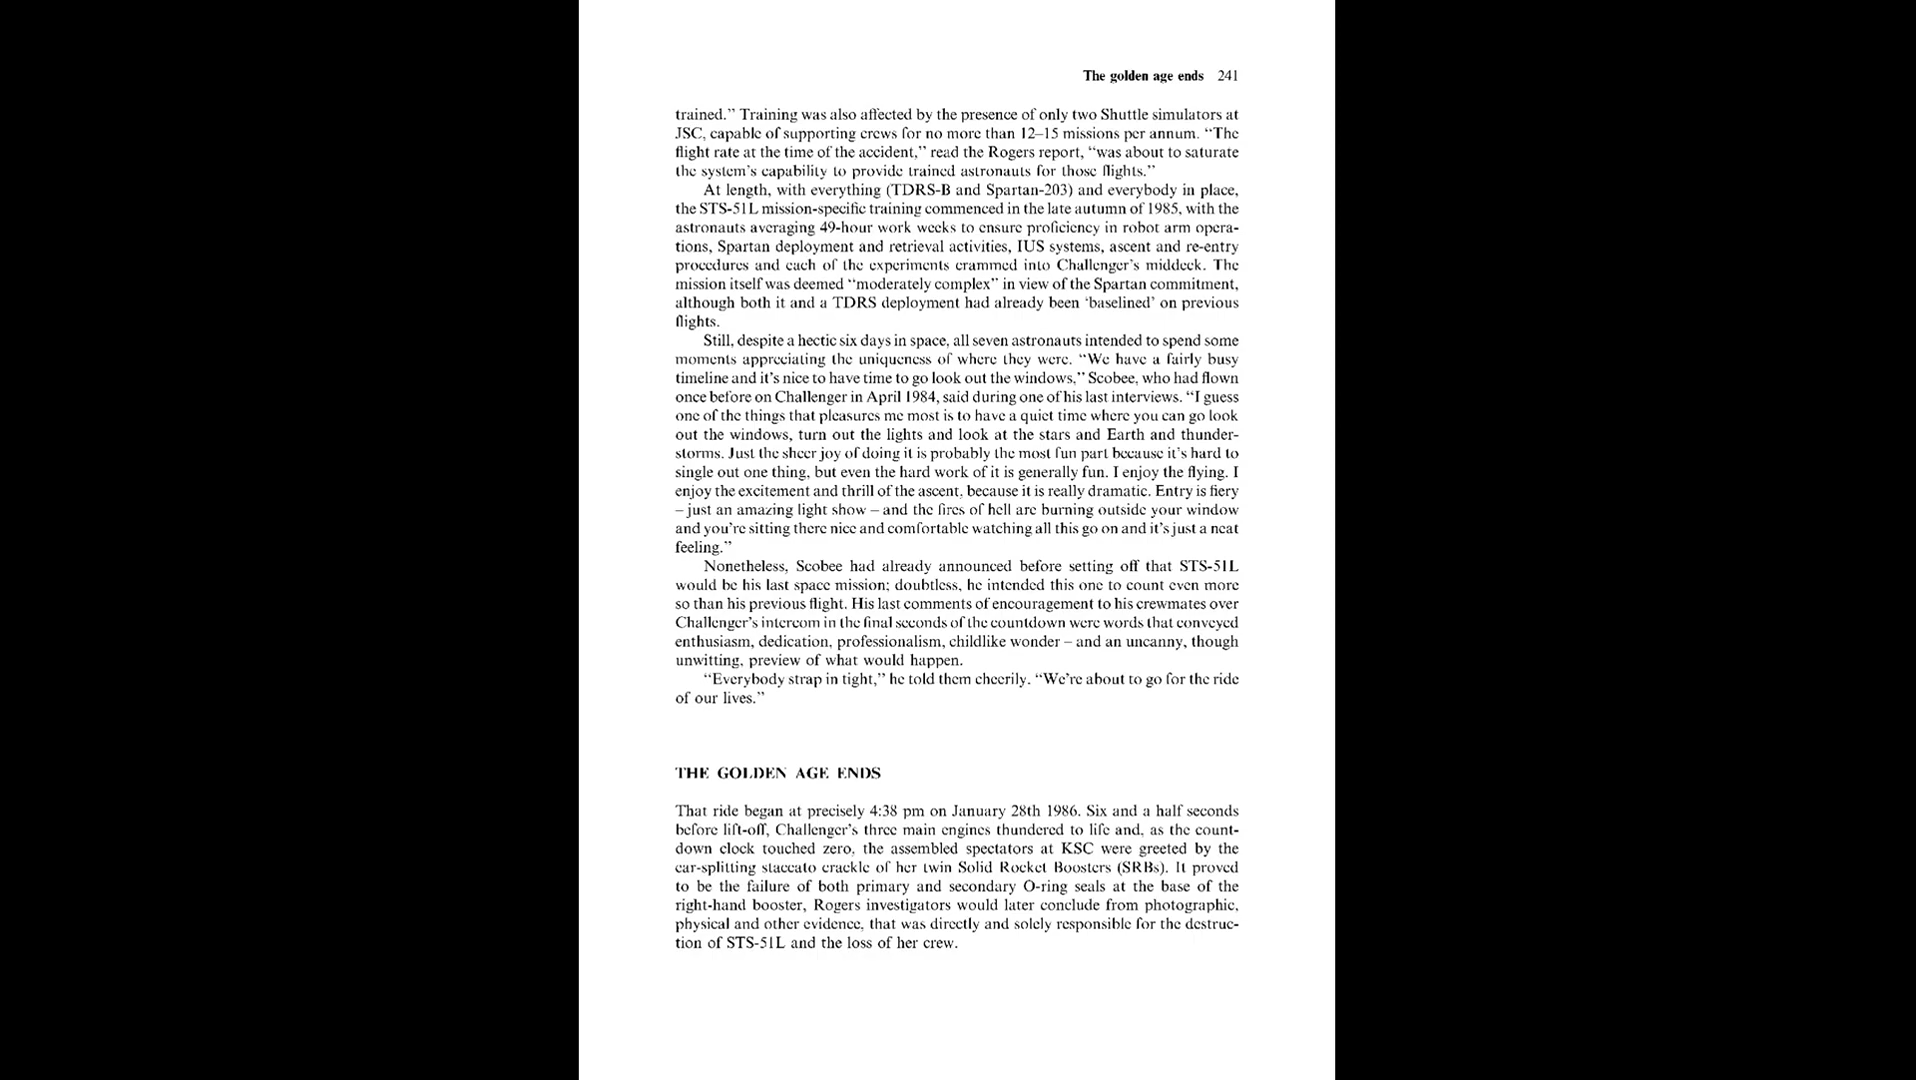 The golden age ends 241
trained.” Training was also affected by the presence of only two Shuttle simulators at
JSC, capable of supporting crews for no more than 12–15 missions per annum. “The
flight rate at the time of the accident,” read the Rogers report, “was about to saturate
the system’s capability to provide trained astronauts for those flights.”
At length, with everything (TDRS-B and Spartan-203) and everybody in place,
the STS-51L mission-specific training commenced in the late autumn of 1985, with the
astronauts averaging 49-hour work weeks to ensure proficiency in robot arm opera-
tions, Spartan deployment and retrieval activities, IUS systems, ascent and re-entry
procedures and each of the experiments crammed into Challenger’s middeck. The
mission itself was deemed “moderately complex” in view of the Spartan commitment,
although both it and a TDRS deployment had already been ‘baselined’ on previous
flights.
Still, despite a hectic six days in space, all seven astronauts intended to spend some
moments appreciating the uniqueness of where they were. “We have a fairly busy
timeline and it’s nice to have time to go look out the windows,” Scobee, who had flown
once before on Challenger in April 1984, said during one of his last interviews. “I guess
one of the things that pleasures me most is to have a quiet time where you can go look
out the windows, turn out the lights and look at the stars and Earth and thunder-
storms. Just the sheer joy of doing it is probably the most fun part because it’s hard to
single out one thing, but even the hard work of it is generally fun. I enjoy the flying. I
enjoy the excitement and thrill of the ascent, because it is really dramatic. Entry is fiery
– just an amazing light show – and the fires of hell are burning outside your window
and you’re sitting there nice and comfortable watching all this go on and it’s just a neat
feeling.”
Nonetheless, Scobee had already announced before setting off that STS-51L
would be his last space mission; doubtless, he intended this one to count even more
so than his previous flight. His last comments of encouragement to his crewmates over
Challenger’s intercom in the final seconds of the countdown were words that conveyed
enthusiasm, dedication, professionalism, childlike wonder – and an uncanny, though
unwitting, preview of what would happen.
“Everybody strap in tight,” he told them cheerily. “We’re about to go for the ride
of our lives.”
THE GOLDEN AGE ENDS
That ride began at precisely 4:38 pm on January 28th 1986. Six and a half seconds
before lift-off, Challenger’s three main engines thundered to life and, as the count-
down clock touched zero, the assembled spectators at KSC were greeted by the
ear-splitting staccato crackle of her twin Solid Rocket Boosters (SRBs). It proved
to be the failure of both primary and secondary O-ring seals at the base of the
right-hand booster, Rogers investigators would later conclude from photographic,
physical and other evidence, that was directly and solely responsible for the destruc-
tion of STS-51L and the loss of her crew.